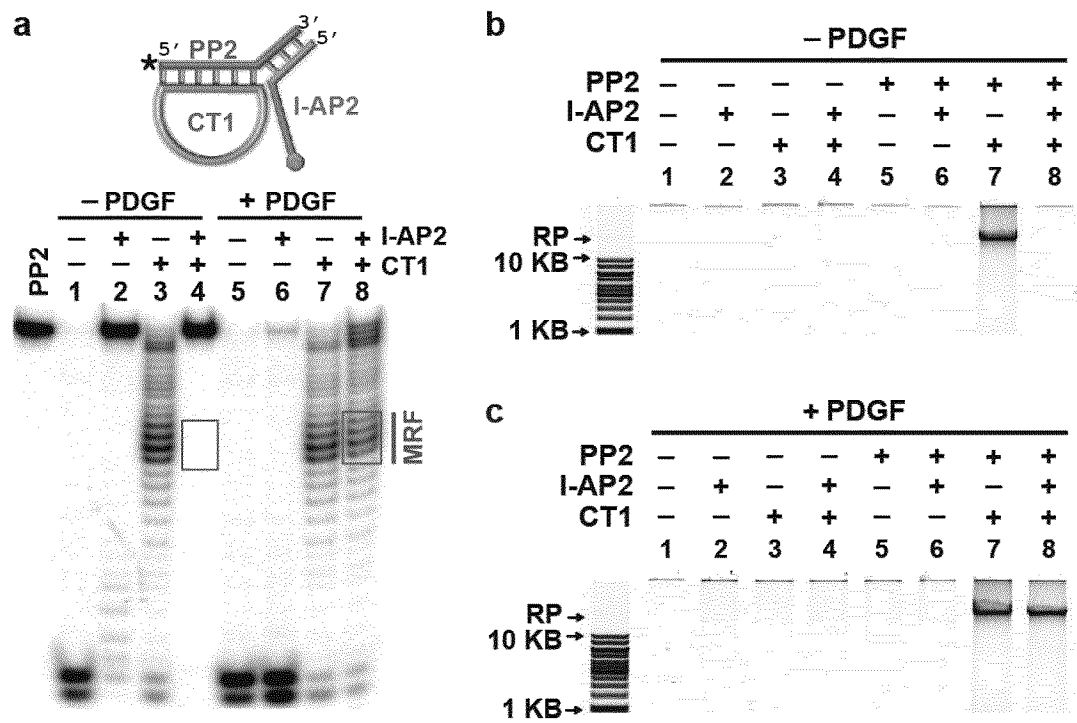 a
3′
5′ PP2 5′
*
I-AP2
CT1
– PDGF + PDGF
– + – + – + – + I-AP2
– – + + – – + + CT1
PP2 1 2 3 4 5 6 7 8
MRF
b
– PDGF
PP2 – – – – + + + +
I-AP2 – + – + – + – +
CT1 – – + + – – + +
1 2 3 4 5 6 7 8
RP→
10 KB→
1 KB→
c
+ PDGF
PP2 – – – – + + + +
I-AP2 – + – + – + – +
CT1 – – + + – – + +
1 2 3 4 5 6 7 8
RP→
10 KB→
1 KB→